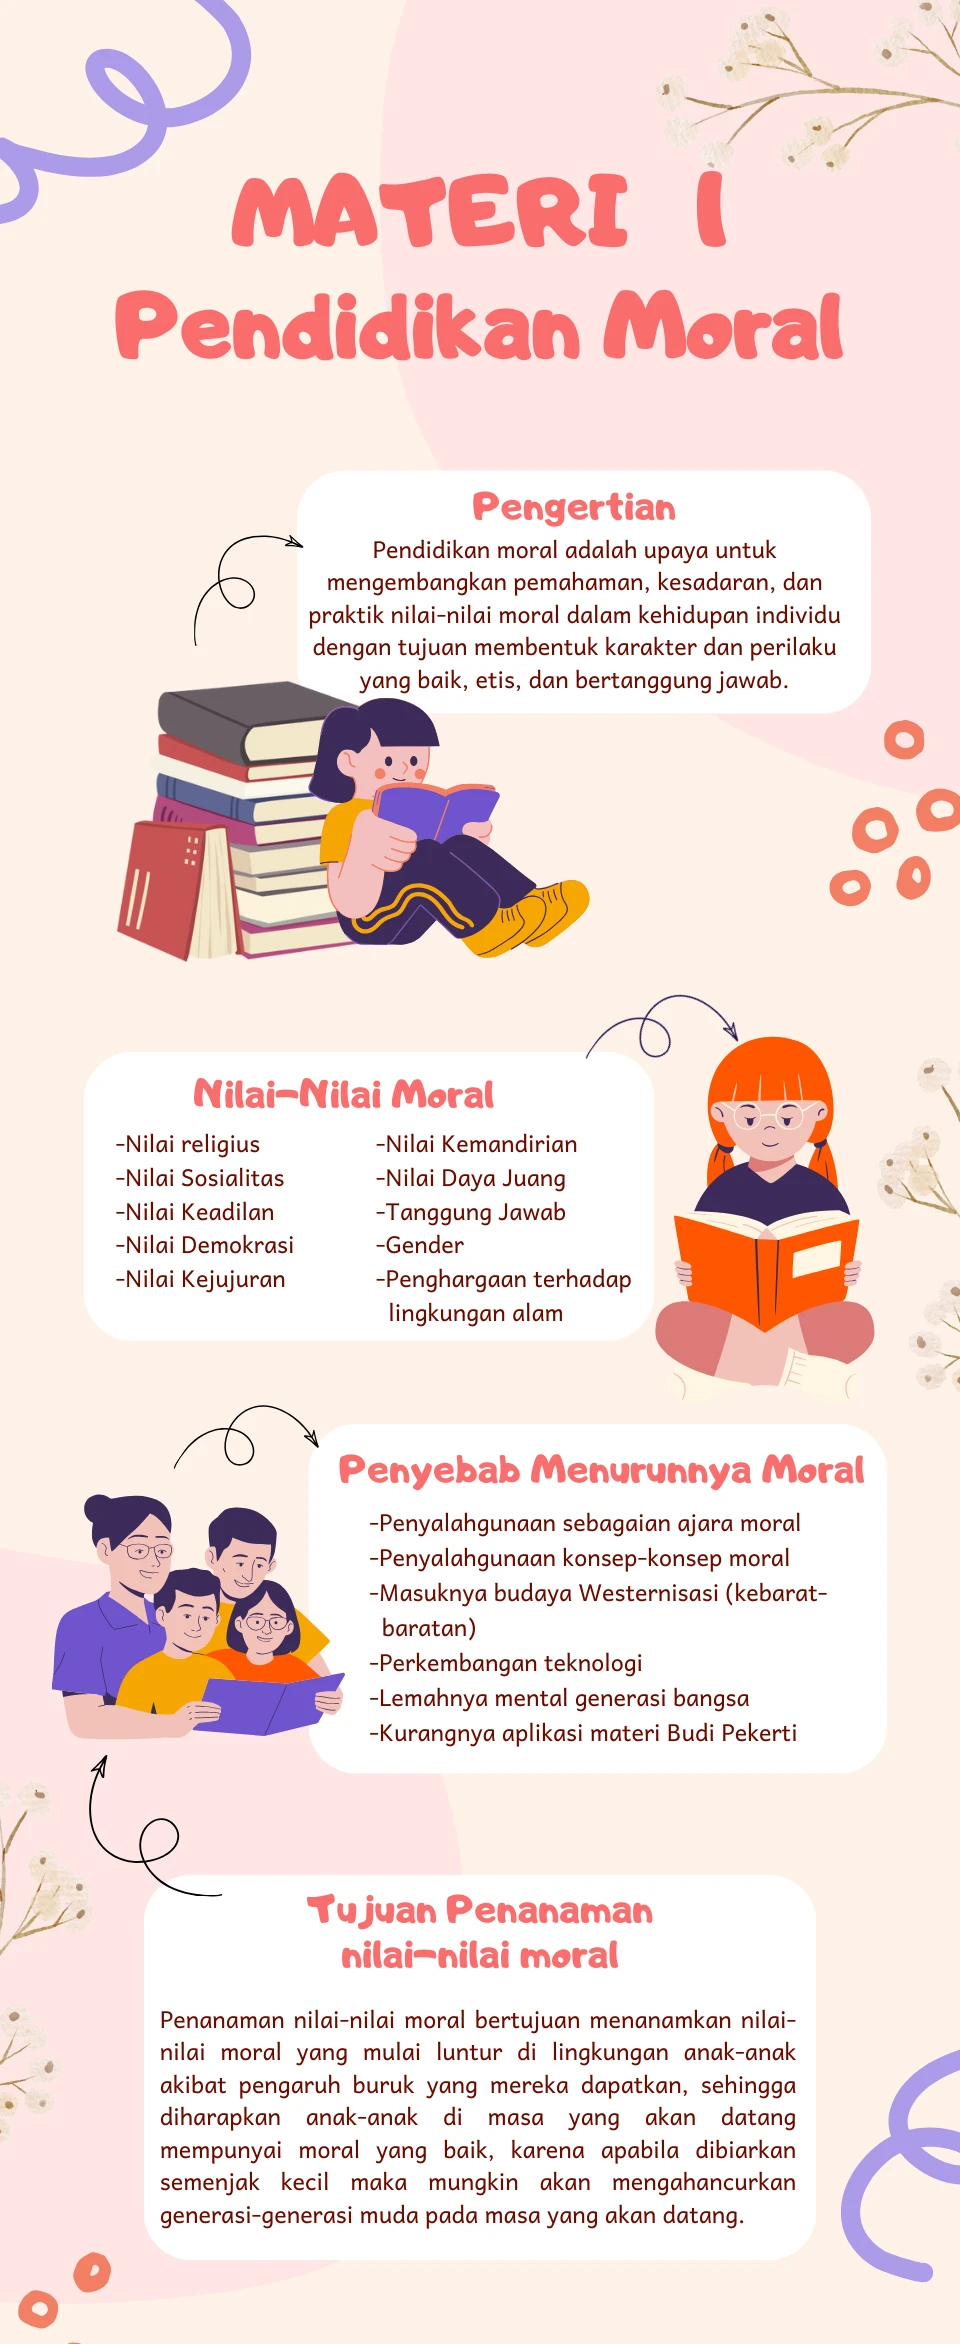 MATERI 1
Pendidikan Moral
Pengertian
Pendidikan moral adalah upaya untuk
mengembangkan pemahaman, kesadaran, dan
praktik nilai-nilai moral dalam kehidupan individu
dengan tujuan membentuk karakter dan perilaku
yang baik, etis, dan bertanggung jawab.
Nilai-Nilai Moral
-Nilai religius
-Nilai Sosialitas
-Nilai Keadilan
-Nilai Demokrasi
-Nilai Kejujuran
-Nilai Kemandirian
-Nilai Daya Juang
-Tanggung Jawab
-Gender
-Penghargaan terhadap
lingkungan alam
Penyebab Menurunnya Moral
-Penyalahgunaan sebagaian ajara moral
-Penyalahgunaan konsep-konsep moral
-Masuknya budaya Westernisasi (kebarat-
baratan)
-Perkembangan teknologi
-Lemahnya mental generasi bangsa
-Kurangnya aplikasi materi Budi Pekerti
Tujuan Penanaman
nilai-nilai moral
Penanaman nilai-nilai moral bertujuan menanamkan nilai-
nilai moral yang mulai luntur di lingkungan anak-anak
akibat pengaruh buruk yang mereka dapatkan, sehingga
diharapkan anak-anak di masa yang akan datang
mempunyai moral yang baik, karena apabila dibiarkan
semenjak kecil maka mungkin akan mengahancurkan
generasi-generasi muda pada masa yang akan datang.